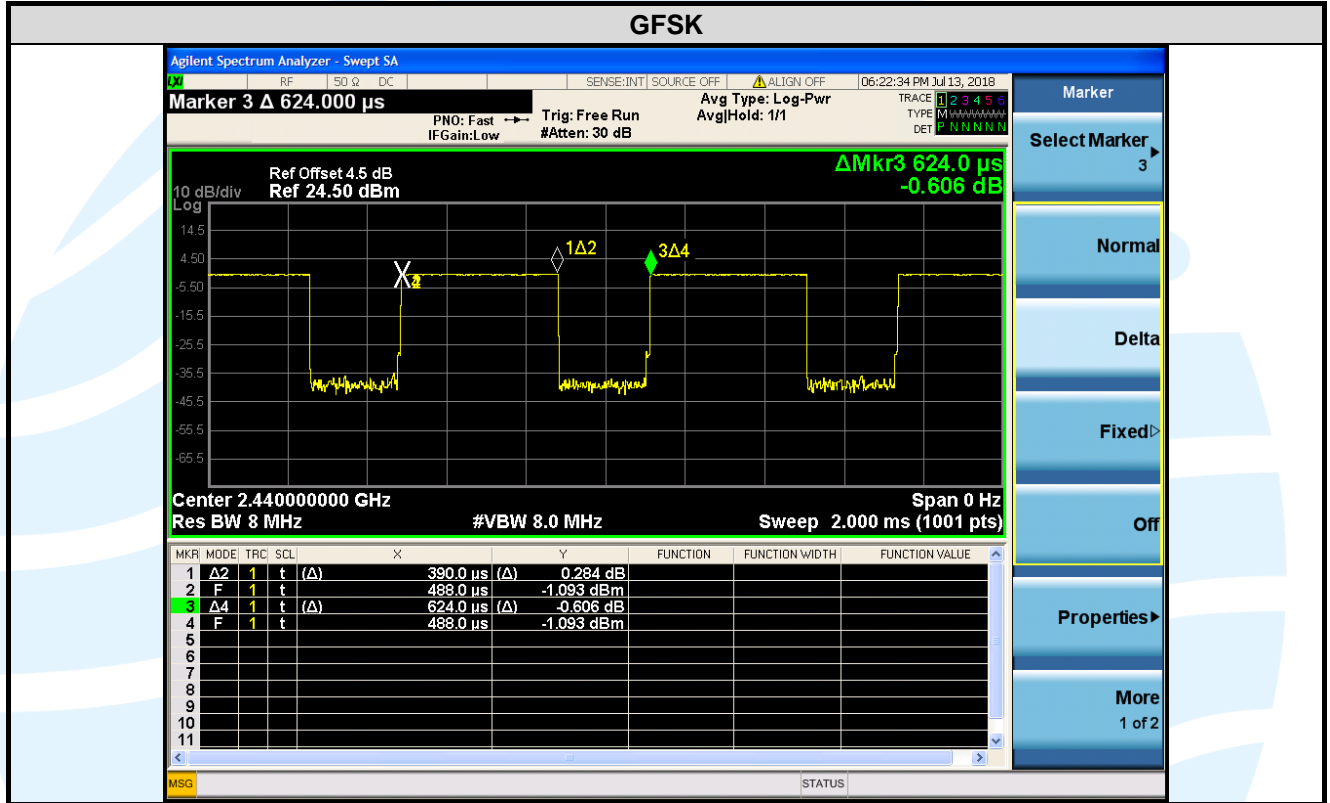 GFSK
Agilent Spectrum Analyzer - Swept SA
LXI RF 50 Ω DC SENSE:INT SOURCE OFF ALIGN OFF 06:22:34 PM Jul 13, 2018
Marker 3 Δ 624.000 µs
PNO: Fast
IFGain:Low
Trig: Free Run
#Atten: 30 dB
Avg Type: Log-Pwr
Avg|Hold: 1/1
TRACE 1 2 3 4 5 6
TYPE M W W W W W
DET P N N N N N
ΔMkr3 624.0 µs
-0.606 dB
Ref Offset 4.5 dB
10 dB/div Ref 24.50 dBm
Log
14.5
4.50
-5.50
-15.5
-25.5
-35.5
-45.5
-55.5
-65.5
1Δ2
3Δ4
X
Center 2.440000000 GHz Span 0 Hz
Res BW 8 MHz #VBW 8.0 MHz Sweep 2.000 ms (1001 pts)
MKR MODE TRC SCL X Y FUNCTION FUNCTION WIDTH FUNCTION VALUE
1 Δ2 1 t (Δ) 390.0 µs (Δ) 0.284 dB
2 F 1 t 488.0 µs -1.093 dBm
3 Δ4 1 t (Δ) 624.0 µs (Δ) -0.606 dB
4 F 1 t 488.0 µs -1.093 dBm
5
6
7
8
9
10
11
MSG STATUS
Marker
Select Marker
3
Normal
Delta
Fixed
Off
Properties
More
1 of 2